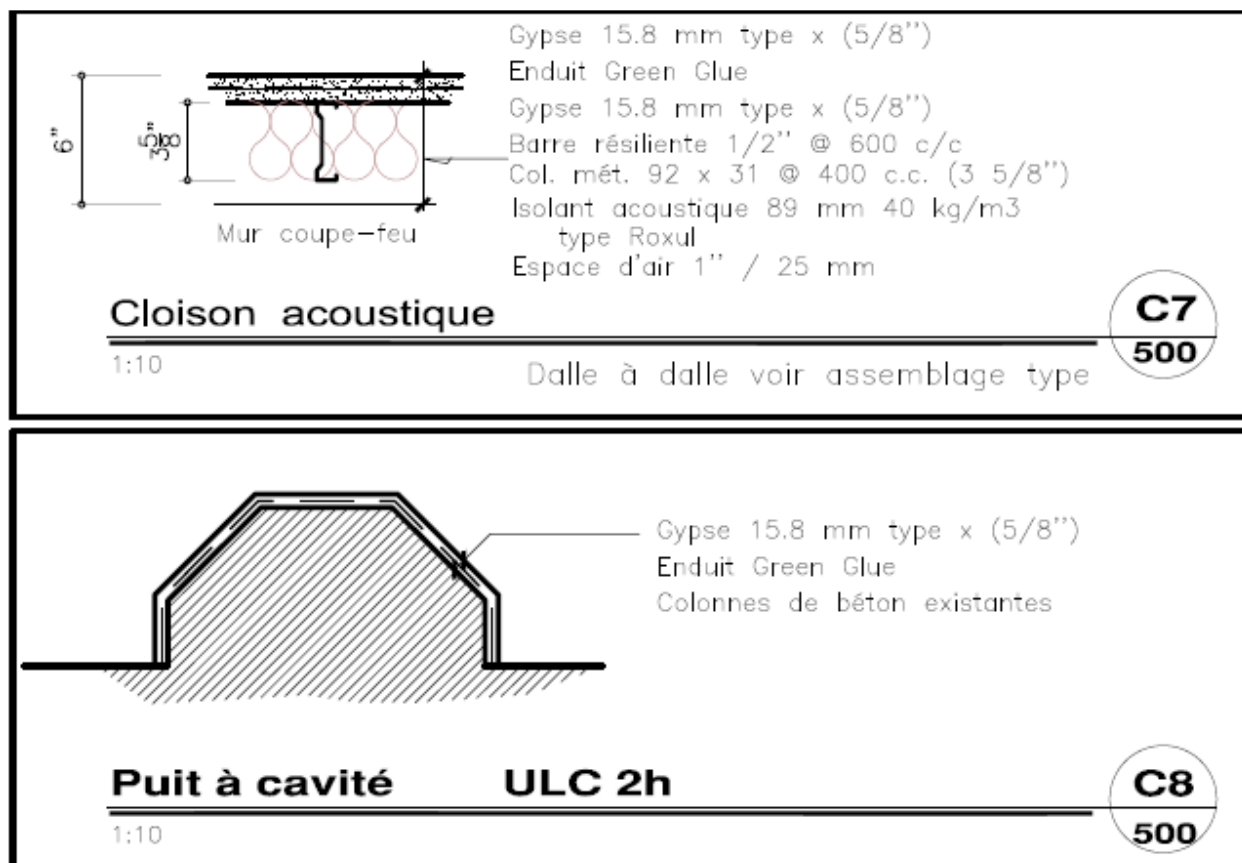 Gypse 15.8 mm type x (5/8'')
Enduit Green Glue
Gypse 15.8 mm type x (5/8'')
Barre résiliente 1/2'' @ 600 c/c
Col. mét. 92 x 31 @ 400 c.c. (3 5/8'')
Isolant acoustique 89 mm 40 kg/m3
type Roxul
Espace d'air 1'' / 25 mm
6''
3 5/8''
Mur coupe-feu
Cloison acoustique
C7
500
1:10
Dalle à dalle voir assemblage type
Gypse 15.8 mm type x (5/8'')
Enduit Green Glue
Colonnes de béton existantes
Puit à cavité ULC 2h
C8
500
1:10